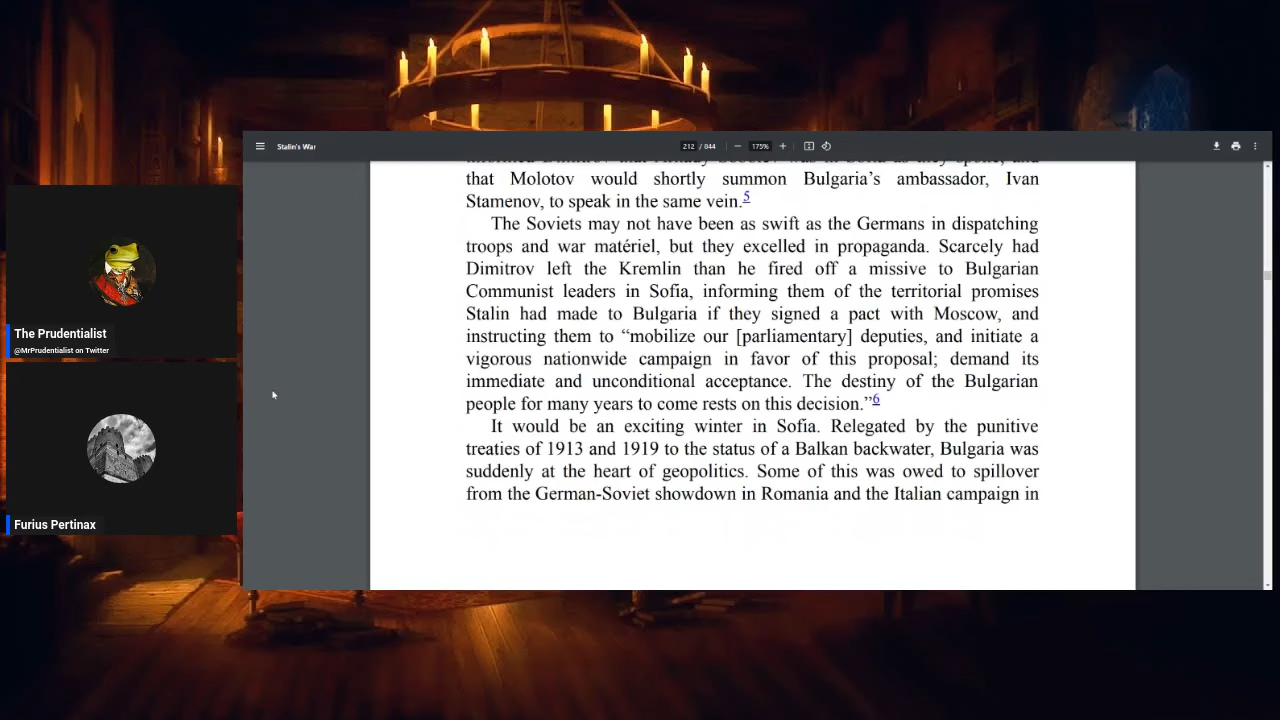 Stalin's War
212 / 844
175%
that Molotov would shortly summon Bulgaria's ambassador, Ivan
Stamenov, to speak in the same vein.5
The Soviets may not have been as swift as the Germans in dispatching
troops and war matériel, but they excelled in propaganda. Scarcely had
Dimitrov left the Kremlin than he fired off a missive to Bulgarian
Communist leaders in Sofia, informing them of the territorial promises
Stalin had made to Bulgaria if they signed a pact with Moscow, and
instructing them to “mobilize our [parliamentary] deputies, and initiate a
vigorous nationwide campaign in favor of this proposal; demand its
immediate and unconditional acceptance. The destiny of the Bulgarian
people for many years to come rests on this decision.”6
It would be an exciting winter in Sofia. Relegated by the punitive
treaties of 1913 and 1919 to the status of a Balkan backwater, Bulgaria was
suddenly at the heart of geopolitics. Some of this was owed to spillover
from the German-Soviet showdown in Romania and the Italian campaign in
The Prudentialist
@MrPrudentialist on Twitter
Furius Pertinax